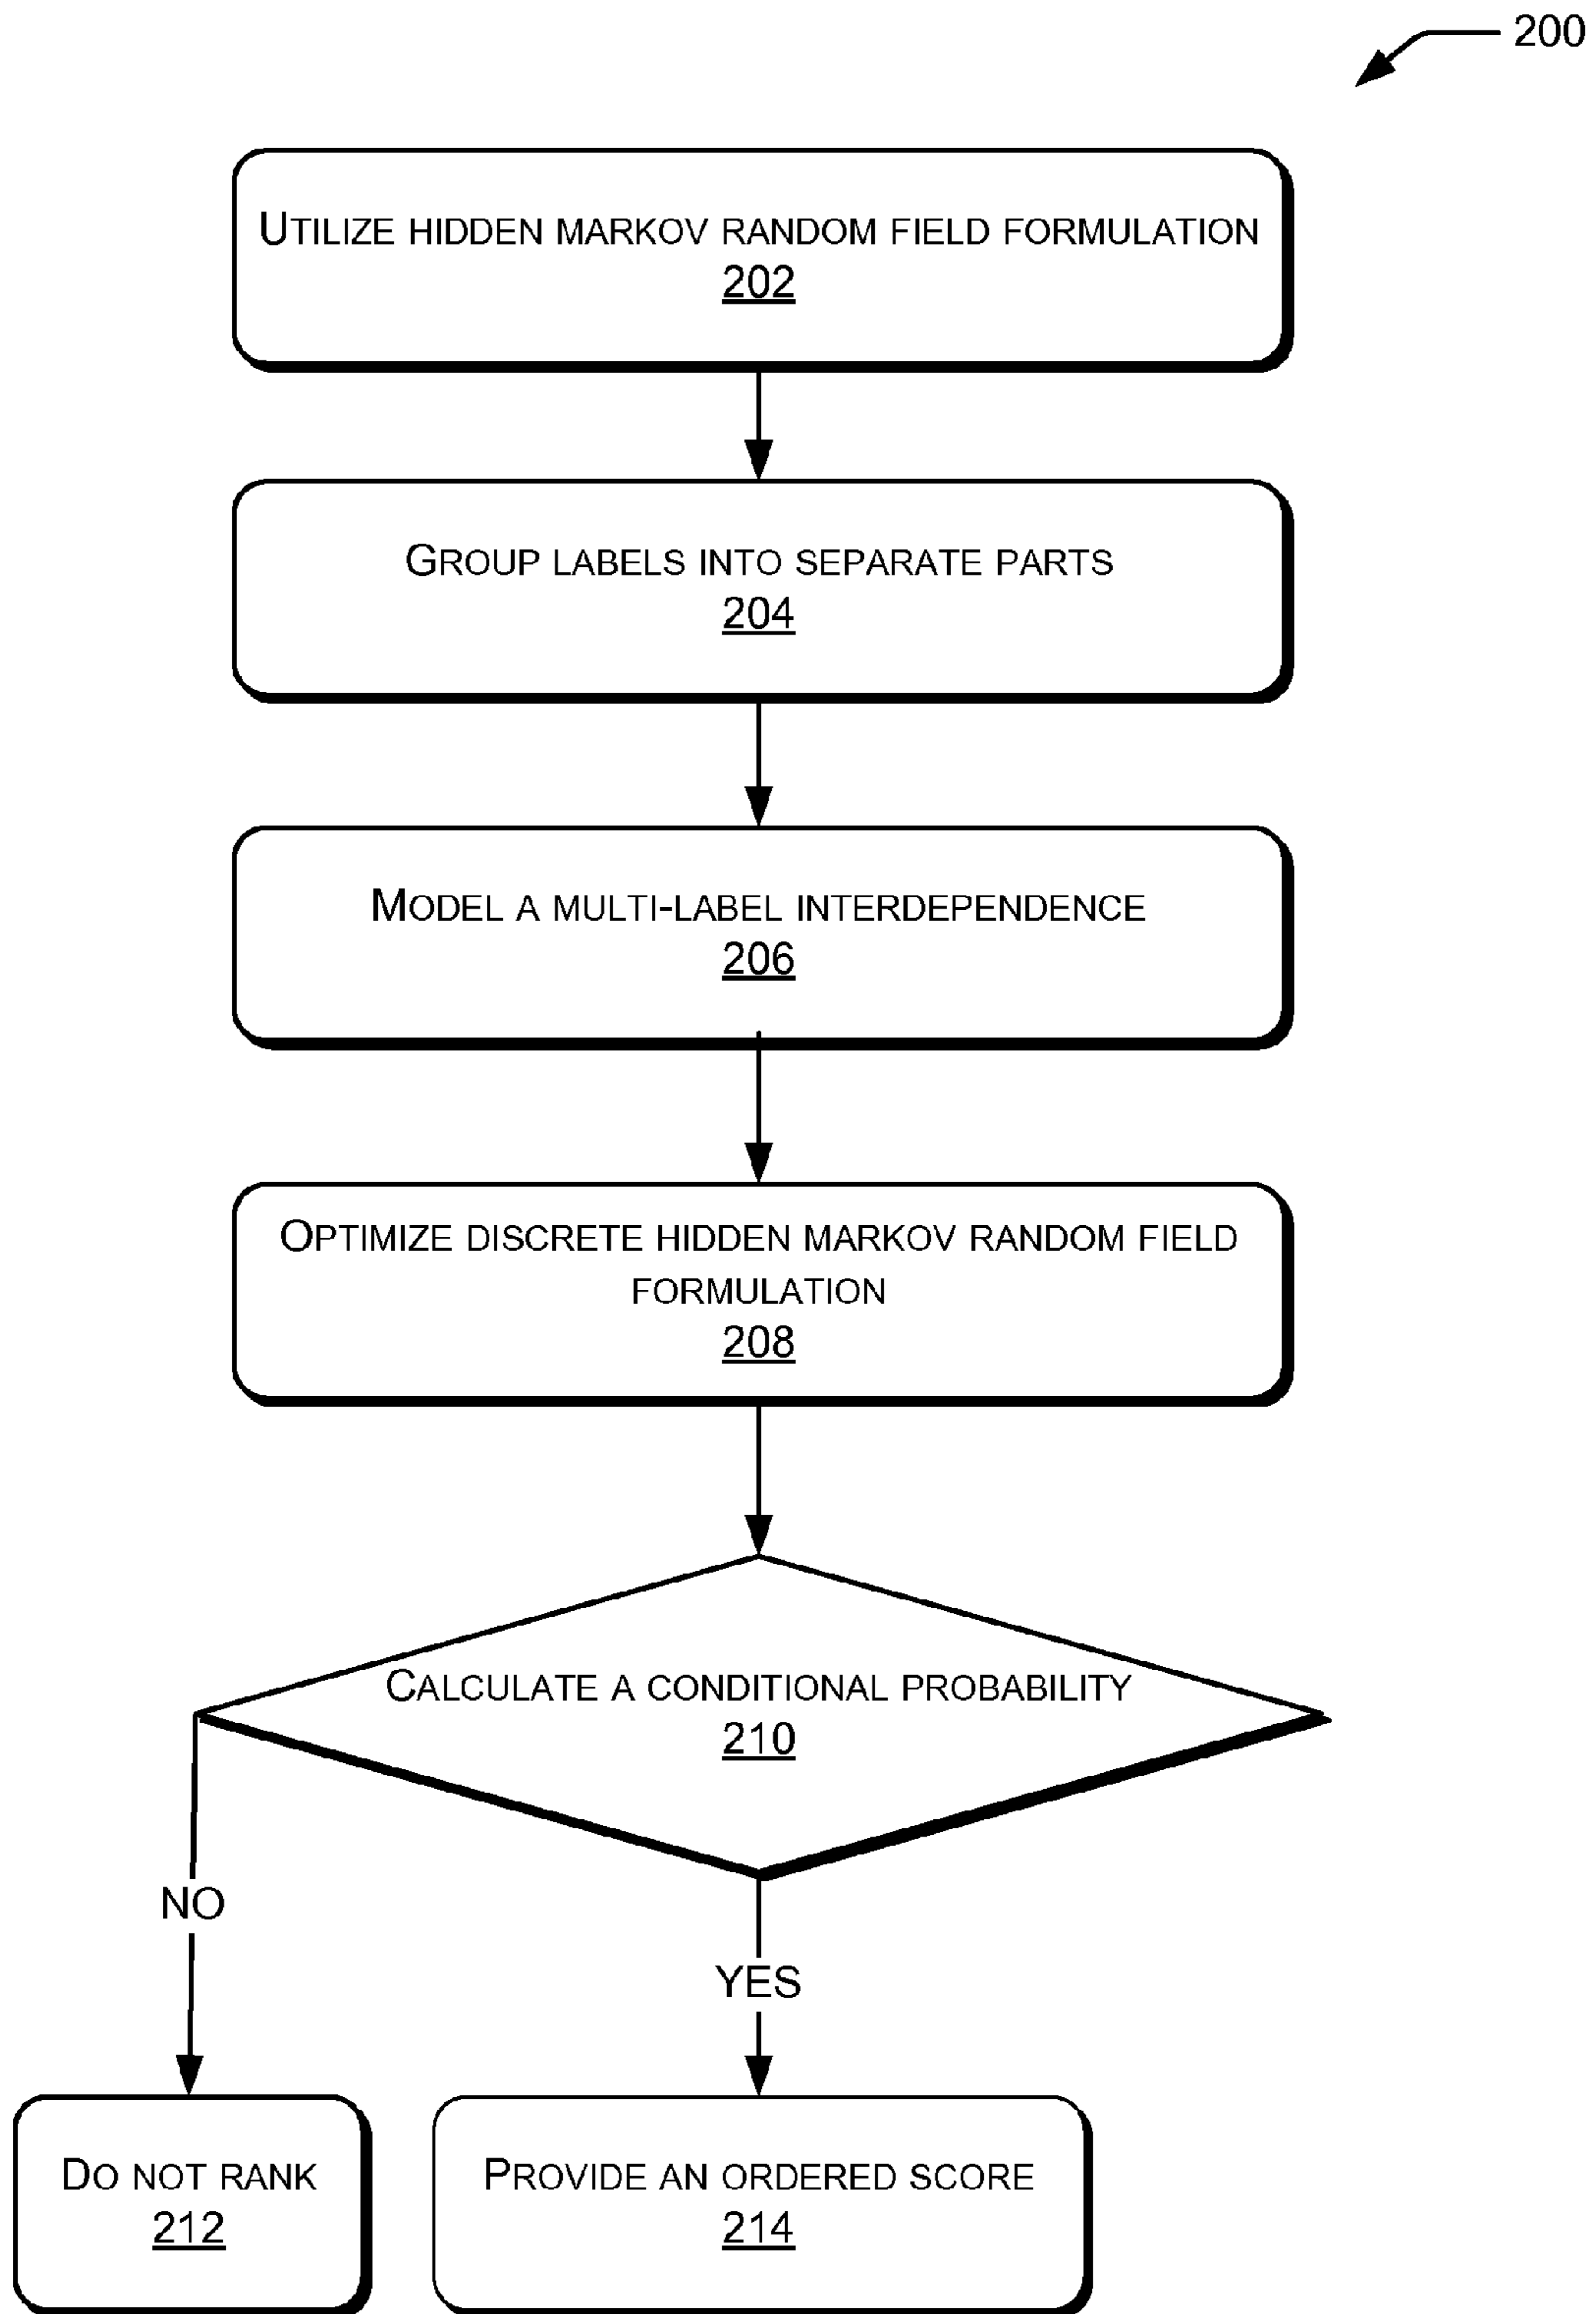 200
UTILIZE HIDDEN MARKOV RANDOM FIELD FORMULATION
202
GROUP LABELS INTO SEPARATE PARTS
204
MODEL A MULTI-LABEL INTERDEPENDENCE
206
OPTIMIZE DISCRETE HIDDEN MARKOV RANDOM FIELD
FORMULATION
208
CALCULATE A CONDITIONAL PROBABILITY
210
NO
YES
DO NOT RANK
212
PROVIDE AN ORDERED SCORE
214